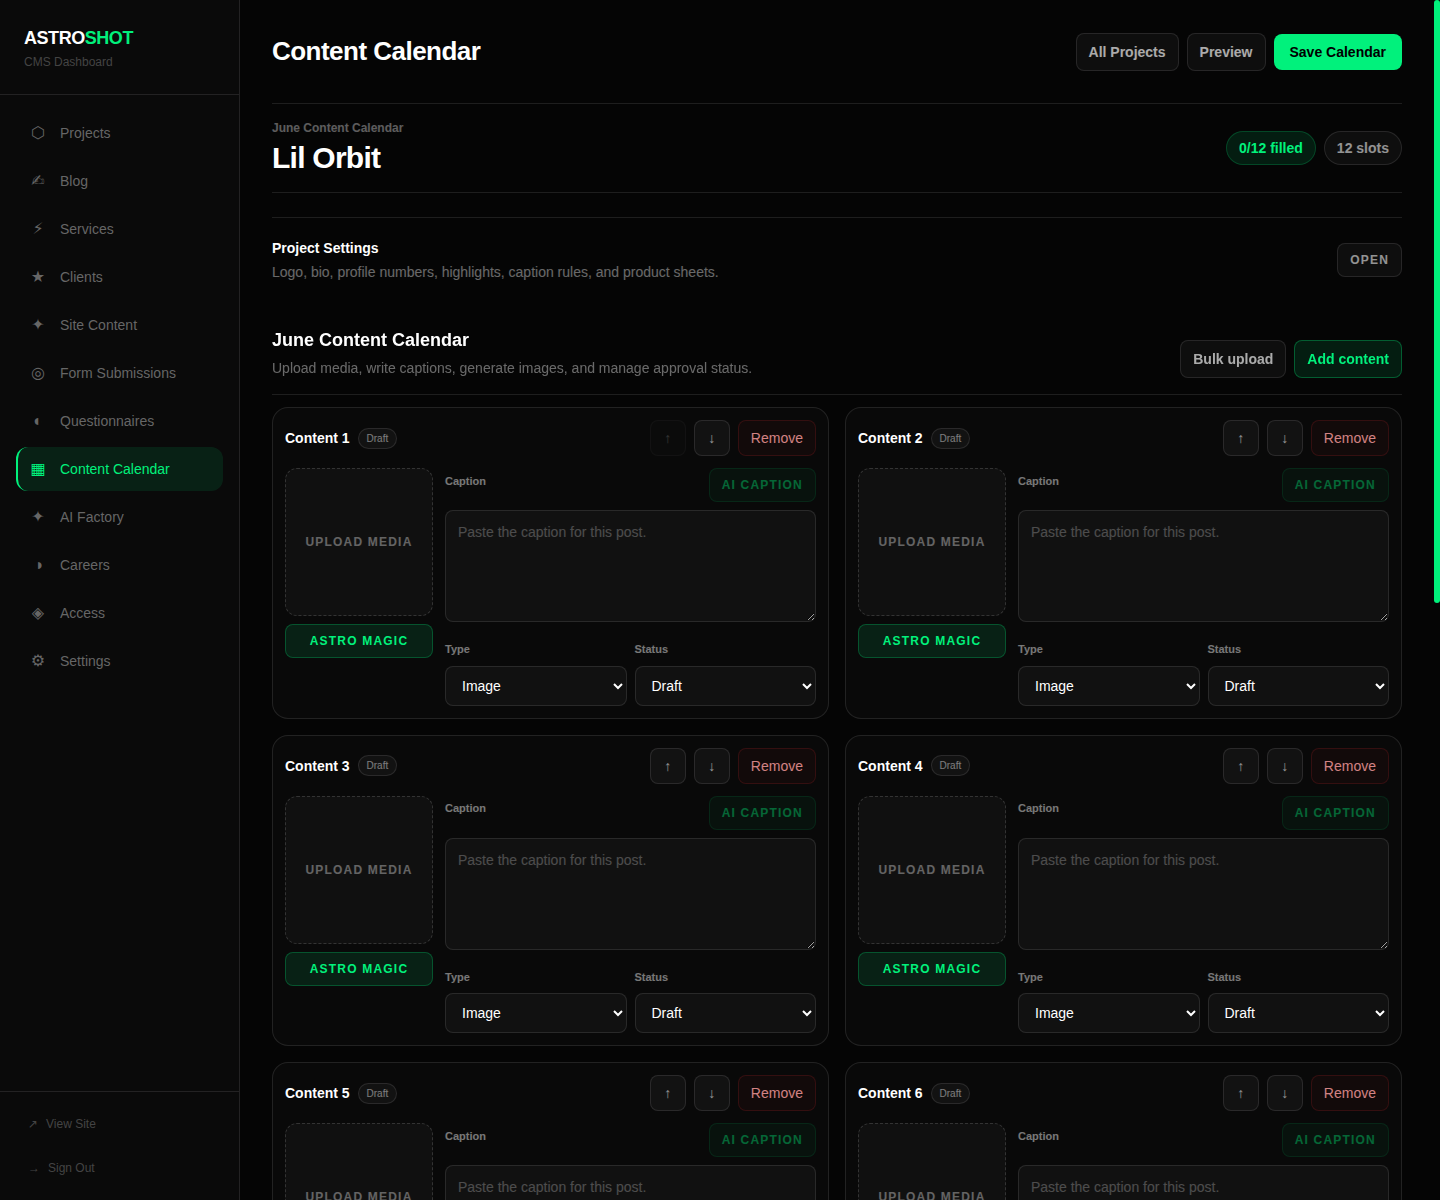 ASTROSHOT
CMS Dashboard
Projects
Blog
Services
Clients
Site Content
Form Submissions
Questionnaires
Content Calendar
AI Factory
Careers
Access
Settings
↗ View Site
→ Sign Out
Content Calendar
All Projects Preview Save Calendar
June Content Calendar
Lil Orbit
0/12 filled 12 slots
Project Settings
Logo, bio, profile numbers, highlights, caption rules, and product sheets.
OPEN
June Content Calendar
Upload media, write captions, generate images, and manage approval status.
Bulk upload Add content
Content 1 Draft ↑ ↓ Remove
UPLOAD MEDIA
ASTRO MAGIC
Caption AI CAPTION
Paste the caption for this post.
Type Status
Image Draft
Content 2 Draft ↑ ↓ Remove
UPLOAD MEDIA
ASTRO MAGIC
Caption AI CAPTION
Paste the caption for this post.
Type Status
Image Draft
Content 3 Draft ↑ ↓ Remove
UPLOAD MEDIA
ASTRO MAGIC
Caption AI CAPTION
Paste the caption for this post.
Type Status
Image Draft
Content 4 Draft ↑ ↓ Remove
UPLOAD MEDIA
ASTRO MAGIC
Caption AI CAPTION
Paste the caption for this post.
Type Status
Image Draft
Content 5 Draft ↑ ↓ Remove
UPLOAD MEDIA
Caption AI CAPTION
Paste the caption for this post.
Content 6 Draft ↑ ↓ Remove
UPLOAD MEDIA
Caption AI CAPTION
Paste the caption for this post.